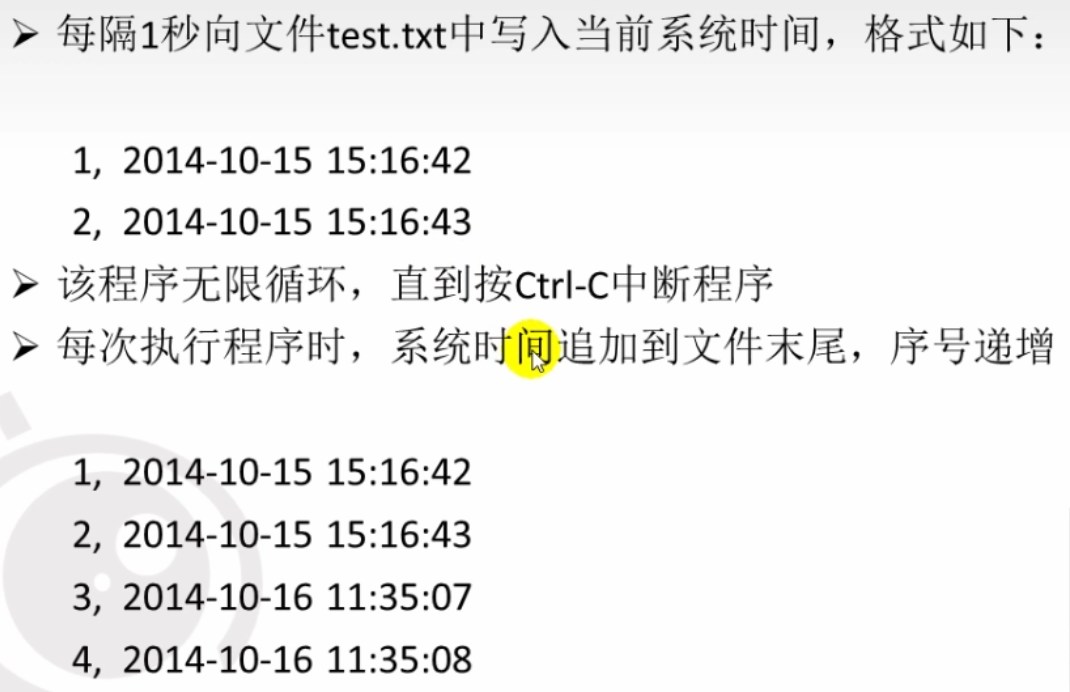 ➢ 每隔1秒向文件test.txt中写入当前系统时间，格式如下：
1, 2014-10-15 15:16:42
2, 2014-10-15 15:16:43
➢ 该程序无限循环，直到按Ctrl-C中断程序
➢ 每次执行程序时，系统时间追加到文件末尾，序号递增
1, 2014-10-15 15:16:42
2, 2014-10-15 15:16:43
3, 2014-10-16 11:35:07
4, 2014-10-16 11:35:08